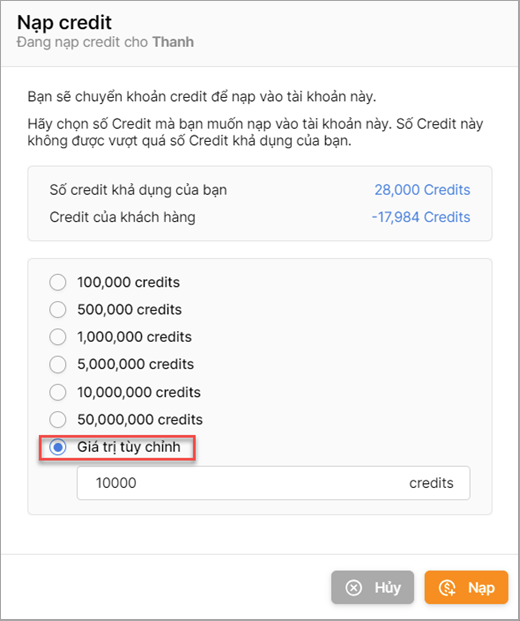 Nạp credit
Đang nạp credit cho Thanh
Bạn sẽ chuyển khoản credit để nạp vào tài khoản này.
Hãy chọn số Credit mà bạn muốn nạp vào tài khoản này. Số Credit này
không được vượt quá số Credit khả dụng của bạn.
Số credit khả dụng của bạn 28,000 Credits
Credit của khách hàng -17,984 Credits
100,000 credits
500,000 credits
1,000,000 credits
5,000,000 credits
10,000,000 credits
50,000,000 credits
Giá trị tùy chỉnh
10000 credits
Hủy Nạp